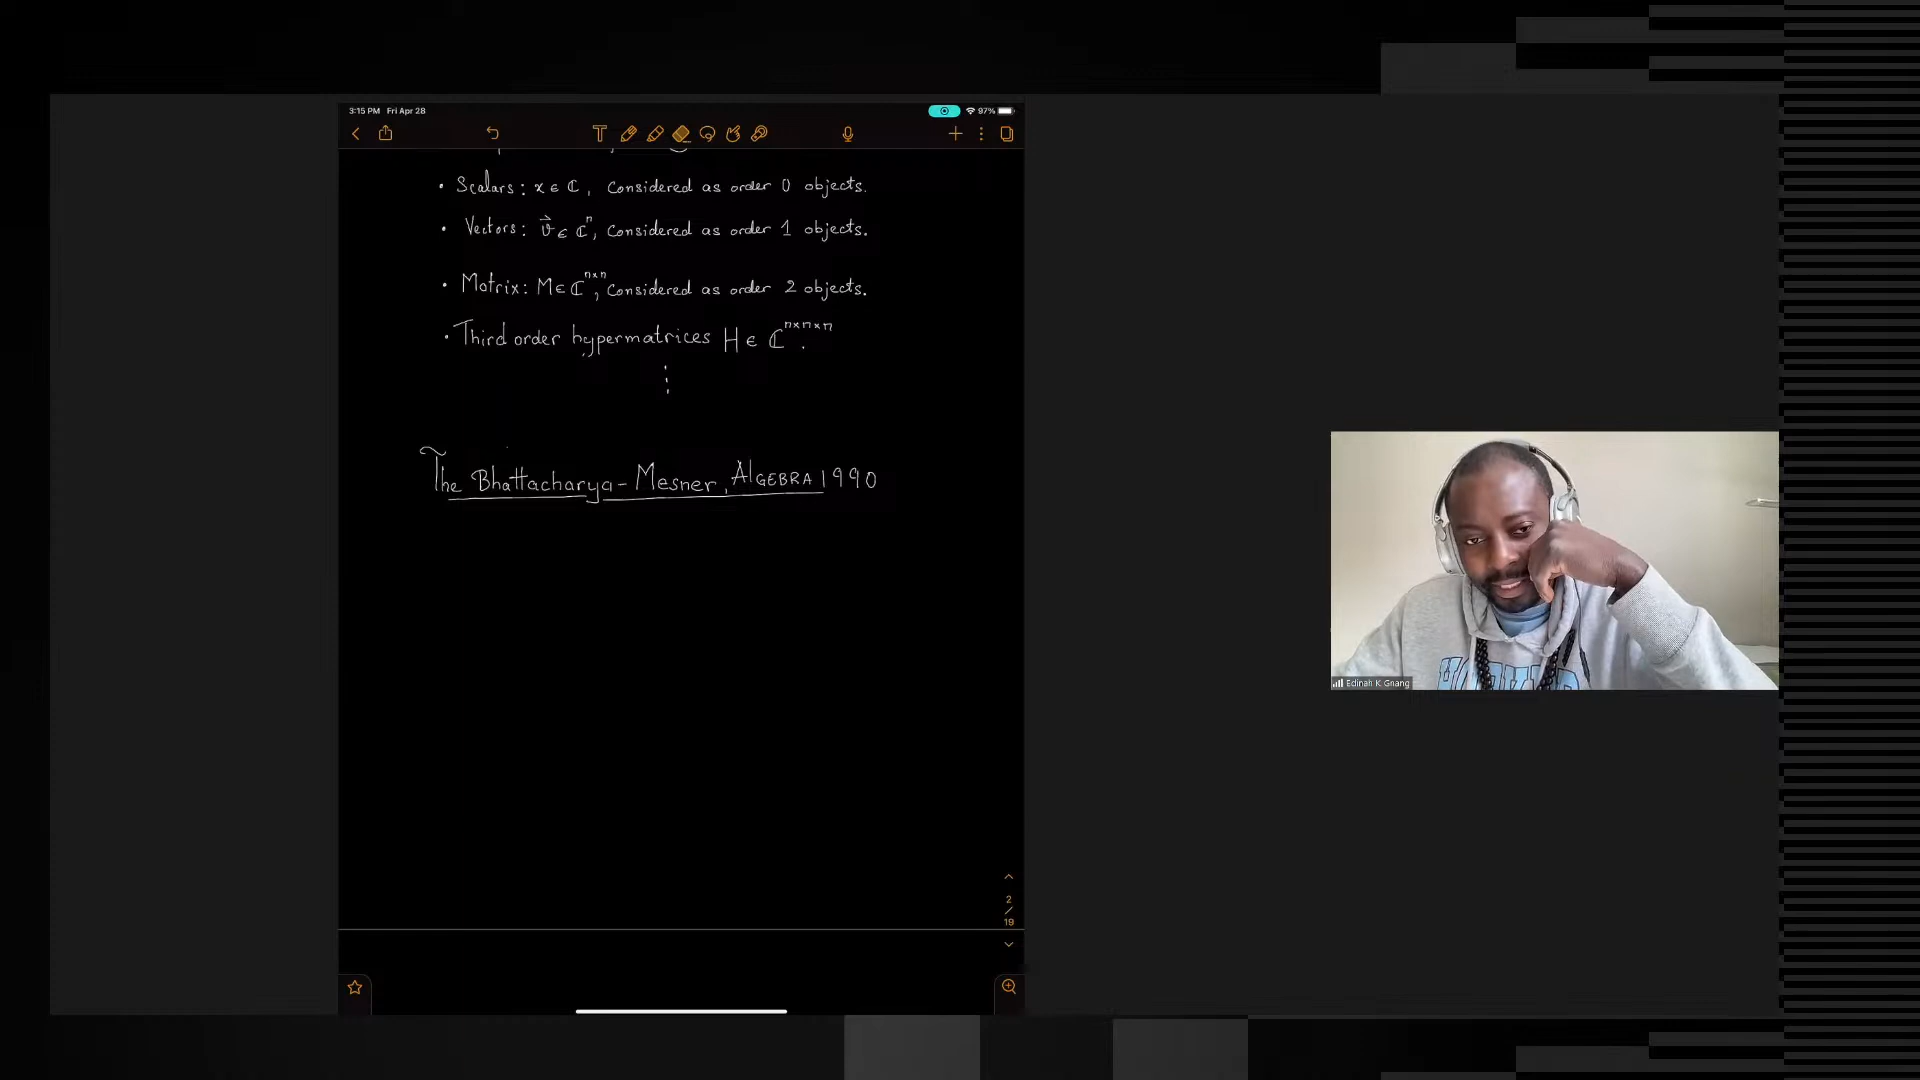 3:15 PM Fri Apr 28
97%
• Scalars: x ∈ ℂ, Considered as order 0 objects.
• Vectors: v⃗ ∈ ℂⁿ, Considered as order 1 objects.
• Matrix: M ∈ ℂⁿˣⁿ, Considered as order 2 objects.
• Third order hypermatrices H ∈ ℂⁿˣⁿˣⁿ.
⋮
The Bhattacharya - Mesner, ALGEBRA 1990
2
/
19
Edinah K Gnang